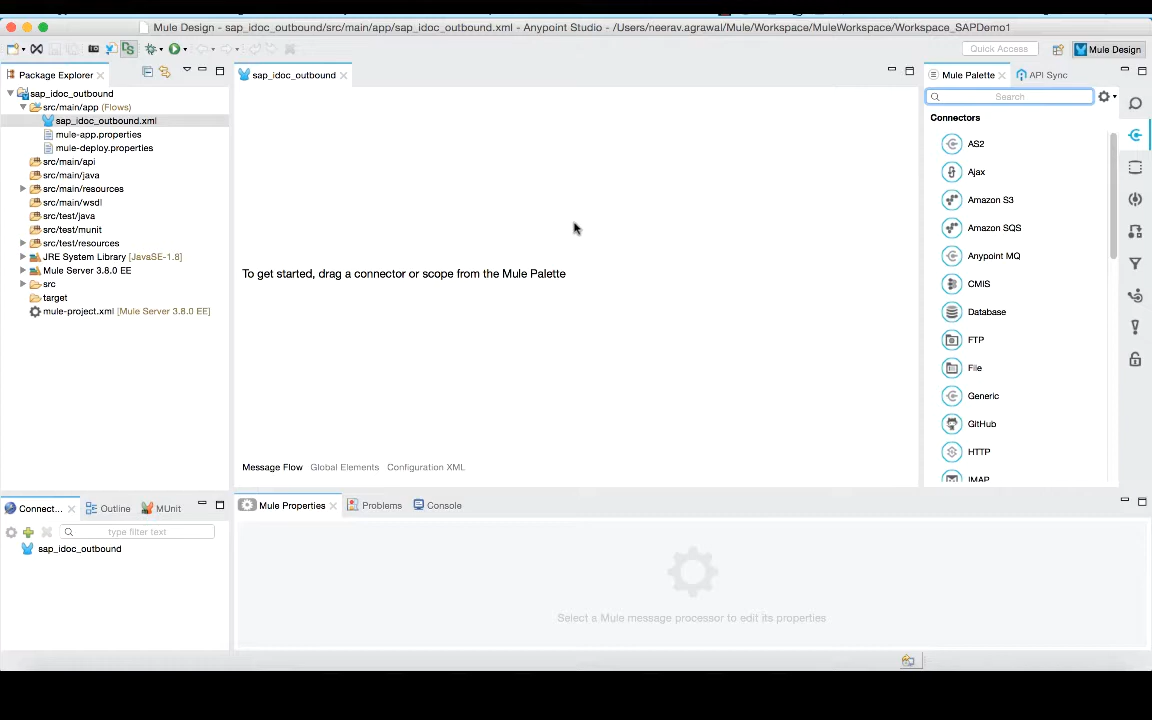 Mule Design - sap_idoc_outbound/src/main/app/sap_idoc_outbound.xml - Anypoint Studio - /Users/neerav.agrawal/Mule/Workspace/MuleWorkspace/Workspace_SAPDemo1
Quick Access
Mule Design
Package Explorer
sap_idoc_outbound
src/main/app (Flows)
sap_idoc_outbound.xml
mule-app.properties
mule-deploy.properties
src/main/api
src/main/java
src/main/resources
src/main/wsdl
src/test/java
src/test/munit
src/test/resources
JRE System Library [JavaSE-1.8]
Mule Server 3.8.0 EE
src
target
mule-project.xml [Mule Server 3.8.0 EE]
sap_idoc_outbound
To get started, drag a connector or scope from the Mule Palette
Message Flow Global Elements Configuration XML
Mule Palette API Sync
Search
Connectors
AS2
Ajax
Amazon S3
Amazon SQS
Anypoint MQ
CMIS
Database
FTP
File
Generic
GitHub
HTTP
IMAP
Connect... Outline MUnit
type filter text
sap_idoc_outbound
Mule Properties Problems Console
Select a Mule message processor to edit its properties